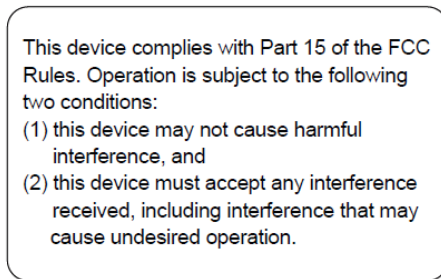 This device complies with Part 15 of the FCC
Rules. Operation is subject to the following
two conditions:
(1) this device may not cause harmful
interference, and
(2) this device must accept any interference
received, including interference that may
cause undesired operation.